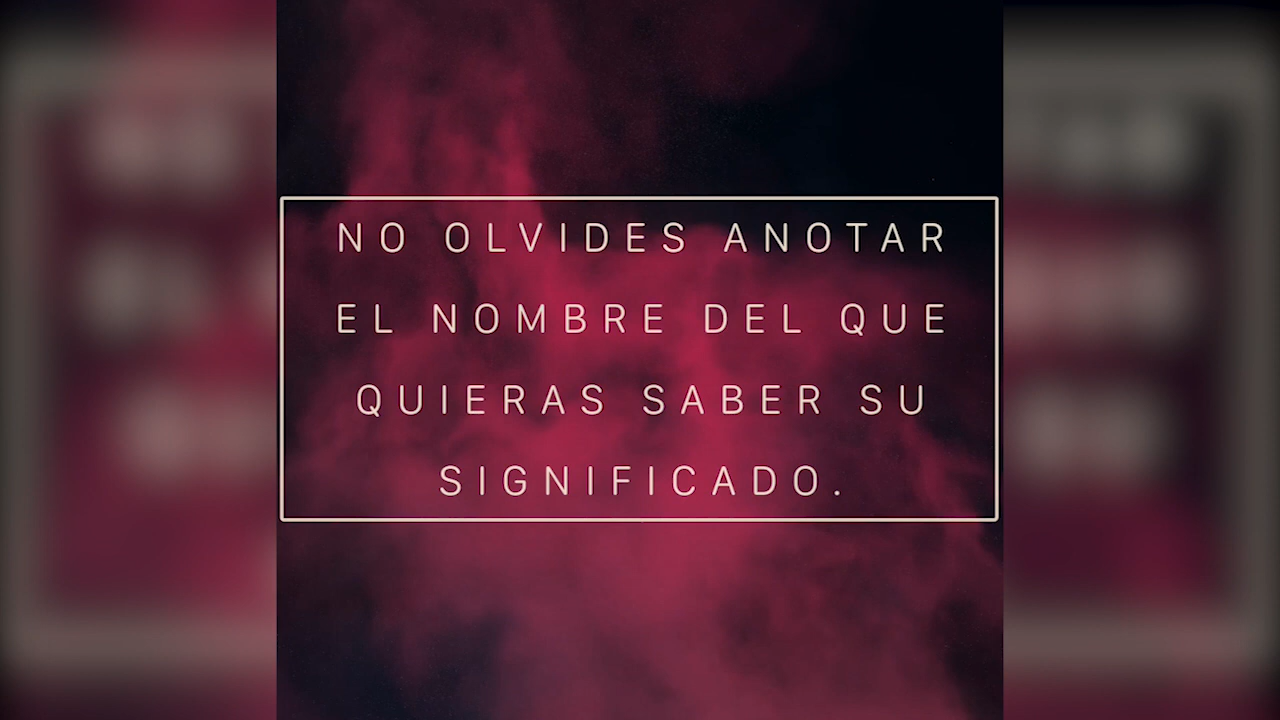 NO OLVIDES ANOTAR
EL NOMBRE DEL QUE
QUIERAS SABER SU
SIGNIFICADO.